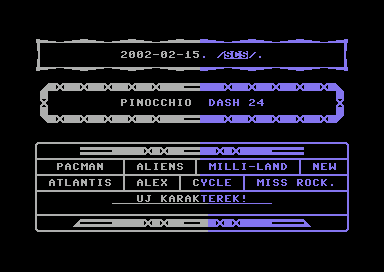 2002-02-15. /SCS/.
PINOCCHIO DASH 24
PACMAN ALIENS MILLI-LAND NEW
ATLANTIS ALEX CYCLE MISS ROCK.
UJ KARAKTEREK!